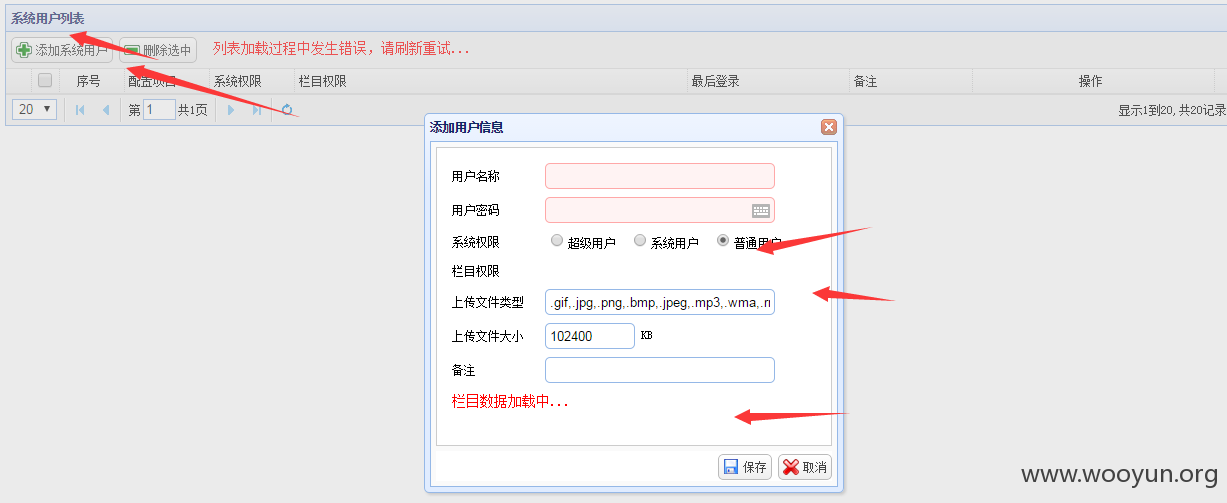 系统用户列表
添加系统用户 删除选中 列表加载过程中发生错误，请刷新重试...
序号 配置项目 系统权限 栏目权限 最后登录 备注 操作
20 第 1 共1页 显示1到20, 共20记录
添加用户信息
用户名称
用户密码
系统权限 超级用户 系统用户 普通用户
栏目权限
上传文件类型 .gif,.jpg,.png,.bmp,.jpeg,.mp3,.wma,.rı
上传文件大小 102400 KB
备注
栏目数据加载中...
保存 取消
www.wooyun.org